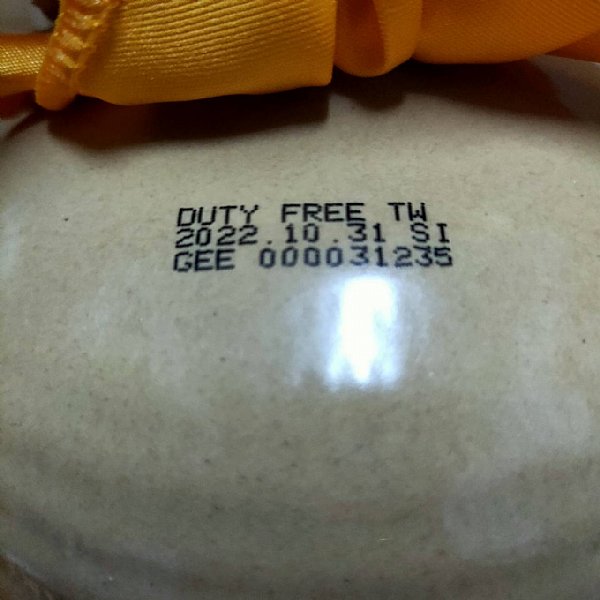 DUTY FREE TW
2022.10.31 SI
GEE 000031235